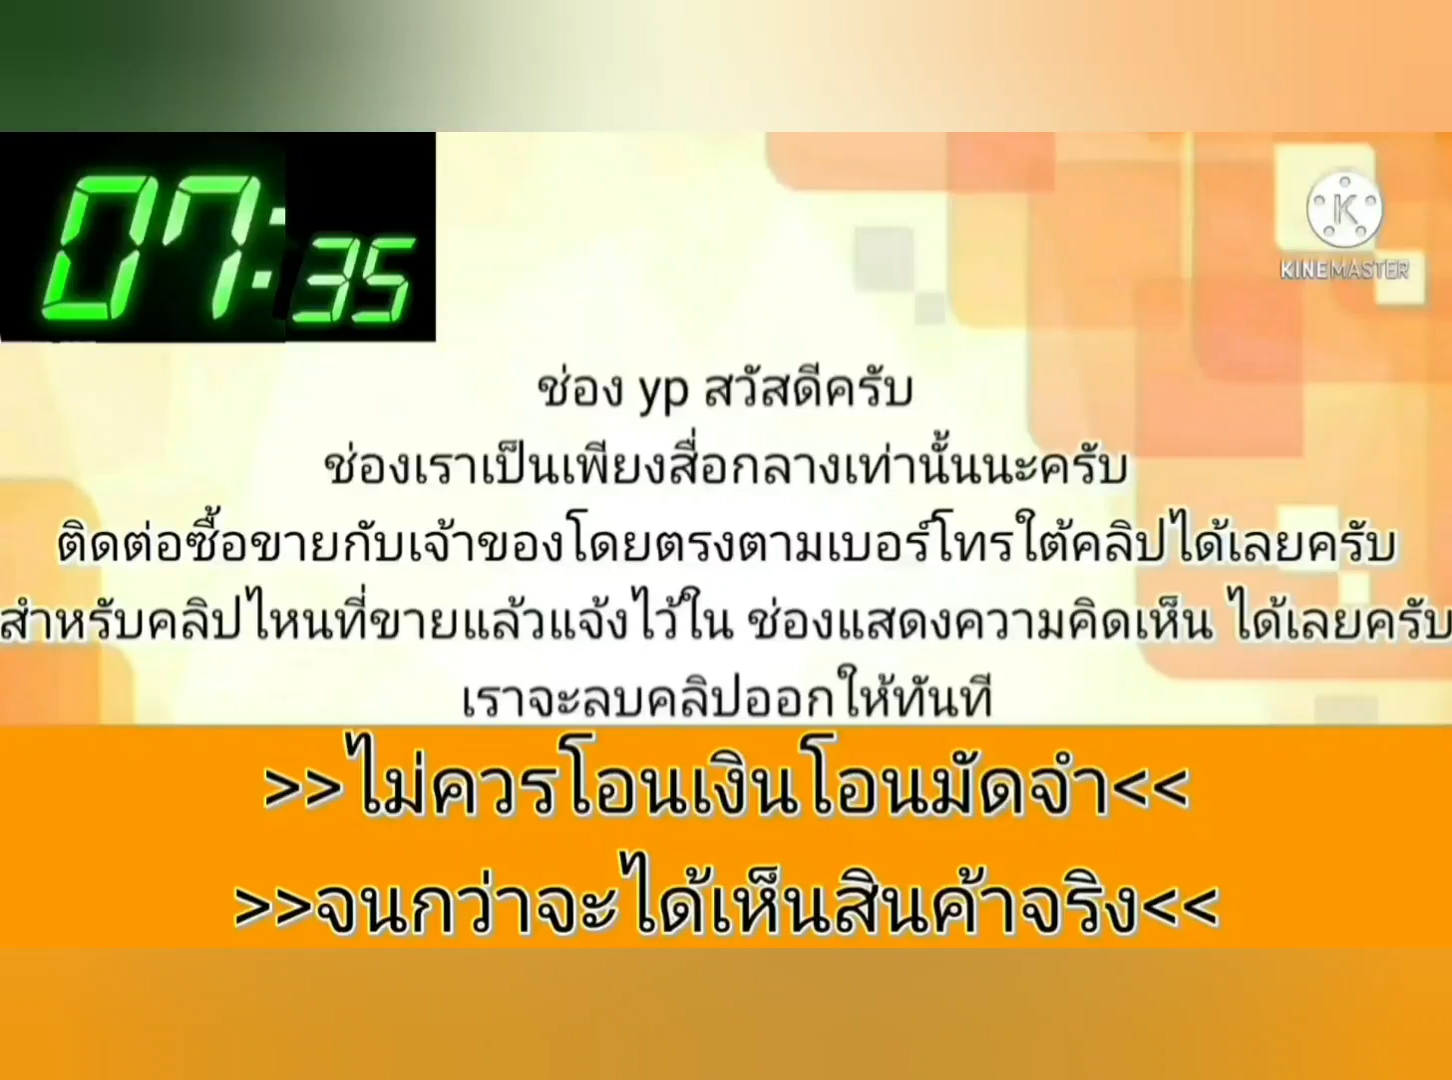 07:35
KINEMASTER
ช่อง yp สวัสดีครับ
ช่องเราเป็นเพียงสื่อกลางเท่านั้นนะครับ
ติดต่อซื้อขายกับเจ้าของโดยตรงตามเบอร์โทรใต้คลิปได้เลยครับ
สำหรับคลิปไหนที่ขายแล้วแจ้งไว้ใน ช่องแสดงความคิดเห็น ได้เลยครับ
เราจะลบคลิปออกให้ทันที
>>ไม่ควรโอนเงินโอนมัดจำ<<
>>จนกว่าจะได้เห็นสินค้าจริง<<